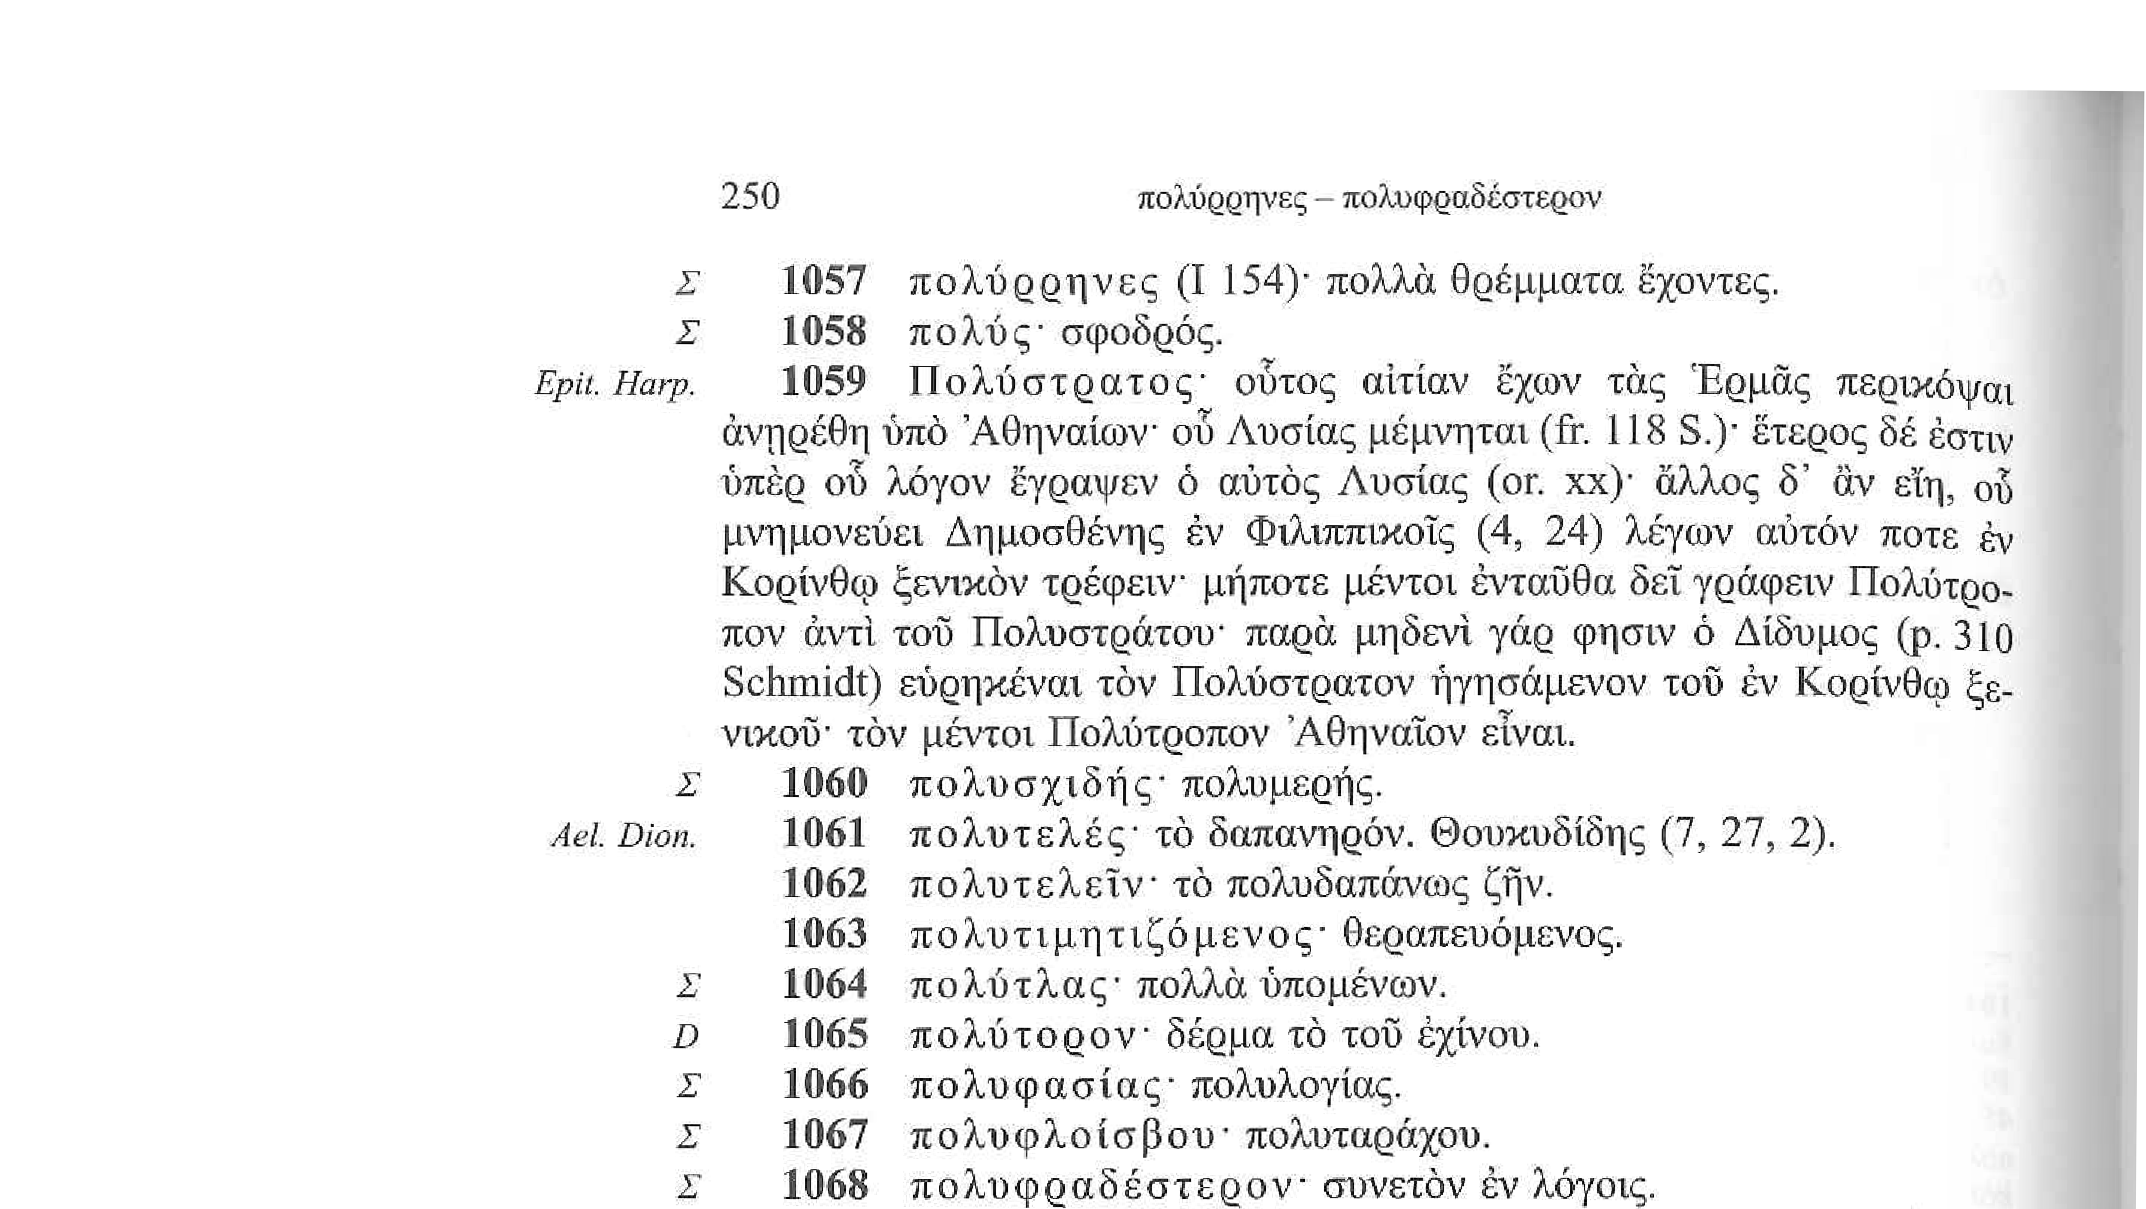 250 πολύρρηνες – πολυφραδέστερον
Σ 1057 πολύρρηνες (I 154)· πολλὰ θρέμματα ἔχοντες.
Σ 1058 πολύς· σφοδρός.
Epit. Harp. 1059 Πολύστρατος· οὗτος αἰτίαν ἔχων τὰς Ἑρμᾶς περικόψαι
ἀνῃρέθη ὑπὸ Ἀθηναίων· οὗ Λυσίας μέμνηται (fr. 118 S.)· ἕτερος δέ ἐστιν
ὑπὲρ οὗ λόγον ἔγραψεν ὁ αὐτὸς Λυσίας (or. xx)· ἄλλος δ’ ἂν εἴη, οὗ
μνημονεύει Δημοσθένης ἐν Φιλιππικοῖς (4, 24) λέγων αὐτόν ποτε ἐν
Κορίνθῳ ξενικὸν τρέφειν· μήποτε μέντοι ἐνταῦθα δεῖ γράφειν Πολύτρο-
πον ἀντὶ τοῦ Πολυστράτου· παρὰ μηδενὶ γάρ φησιν ὁ Δίδυμος (p. 310
Schmidt) εὑρηκέναι τὸν Πολύστρατον ἡγησάμενον τοῦ ἐν Κορίνθῳ ξε-
νικοῦ· τὸν μέντοι Πολύτροπον Ἀθηναῖον εἶναι.
Σ 1060 πολυσχιδής· πολυμερής.
Ael. Dion. 1061 πολυτελές· τὸ δαπανηρόν. Θουκυδίδης (7, 27, 2).
1062 πολυτελεῖν· τὸ πολυδαπάνως ζῆν.
1063 πολυτιμητιζόμενος· θεραπευόμενος.
Σ 1064 πολύτλας· πολλὰ ὑπομένων.
D 1065 πολύτορον· δέρμα τὸ τοῦ ἐχίνου.
Σ 1066 πολυφασίας· πολυλογίας.
Σ 1067 πολυφλοίσβου· πολυταράχου.
Σ 1068 πολυφραδέστερον· συνετὸν ἐν λόγοις.